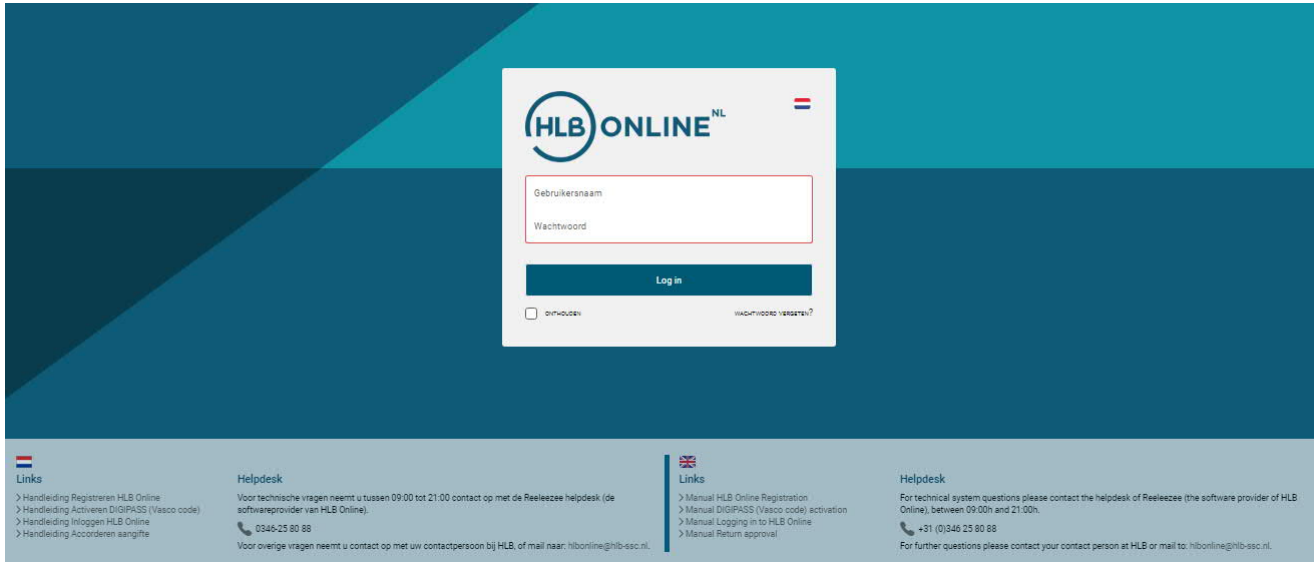 HLB ONLINE NL
Gebruikersnaam
Wachtwoord
Log in
ONTHOUDEN
WACHTWOORD VERGETEN?
Links
> Handleiding Registreren HLB Online
> Handleiding Activeren DIGIPASS (Vasco code)
> Handleiding Inloggen HLB Online
> Handleiding Accorderen aangifte
Helpdesk
Voor technische vragen neemt u tussen 09:00 tot 21:00 contact op met de Reeleezee helpdesk (de
softwareprovider van HLB Online).
0346-25 80 88
Voor overige vragen neemt u contact op met uw contactpersoon bij HLB, of mail naar: hlbonline@hlb-ssc.nl.
Links
> Manual HLB Online Registration
> Manual DIGIPASS (Vasco code) activation
> Manual Logging in to HLB Online
> Manual Return approval
Helpdesk
For technical system questions please contact the helpdesk of Reeleezee (the software provider of HLB
Online), between 09:00h and 21:00h.
+31 (0)346 25 80 88
For further questions please contact your contact person at HLB or mail to: hlbonline@hlb-ssc.nl.